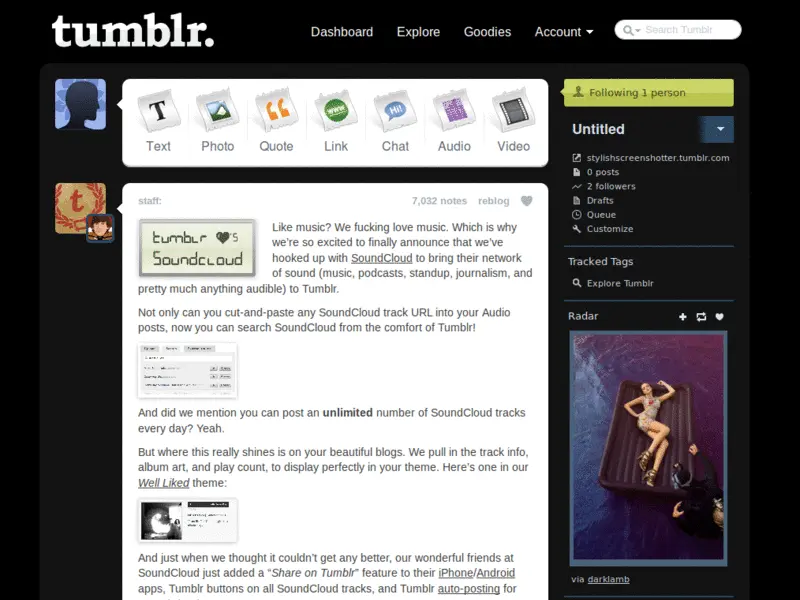 tumblr.
Dashboard Explore Goodies Account Search Tumblr
Text Photo Quote Link Chat Audio Video
staff: 7,032 notes reblog
tumblr ♥'s
Soundcloud
Like music? We fucking love music. Which is why
we're so excited to finally announce that we've
hooked up with SoundCloud to bring their network
of sound (music, podcasts, standup, journalism, and
pretty much anything audible) to Tumblr.
Not only can you cut-and-paste any SoundCloud track URL into your Audio
posts, now you can search SoundCloud from the comfort of Tumblr!
And did we mention you can post an unlimited number of SoundCloud tracks
every day? Yeah.
But where this really shines is on your beautiful blogs. We pull in the track info,
album art, and play count, to display perfectly in your theme. Here's one in our
Well Liked theme:
And just when we thought it couldn't get any better, our wonderful friends at
SoundCloud just added a "Share on Tumblr" feature to their iPhone/Android
apps, Tumblr buttons on all SoundCloud tracks, and Tumblr auto-posting for
Following 1 person
Untitled
stylishscreenshotter.tumblr.com
0 posts
2 followers
Drafts
Queue
Customize
Tracked Tags
Explore Tumblr
Radar
via darklamb